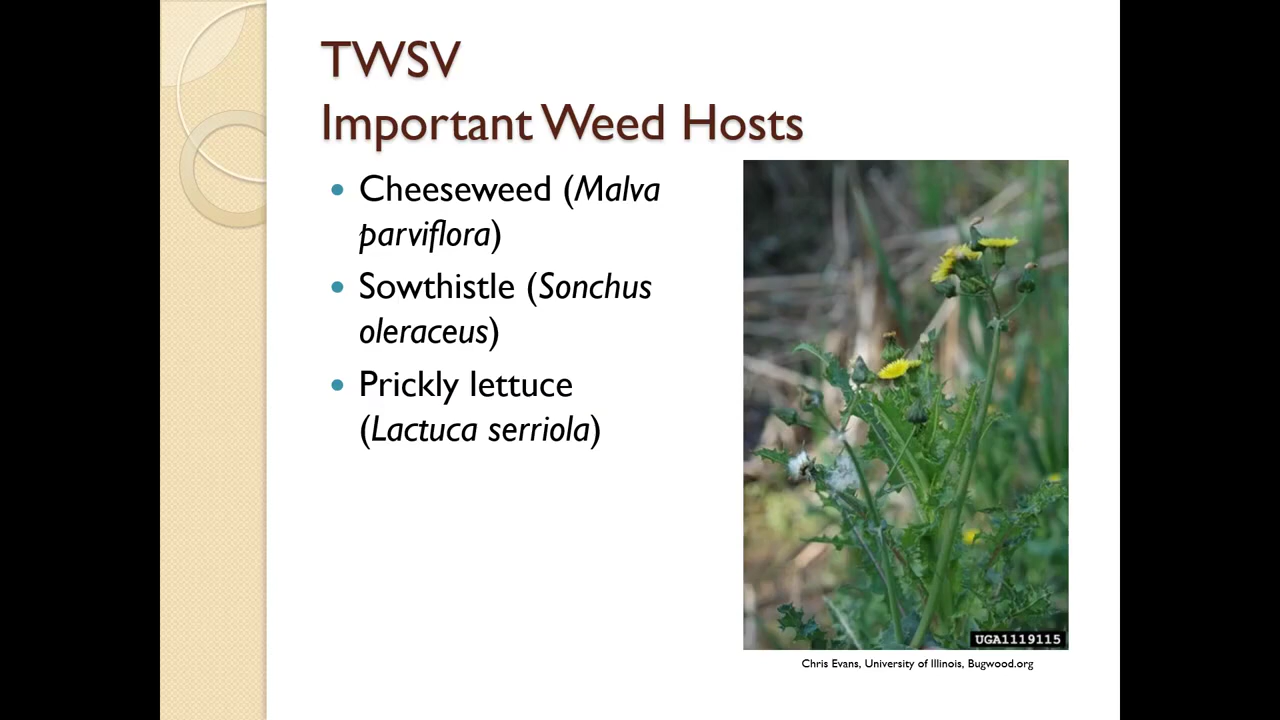 TWSV
Important Weed Hosts
Cheeseweed (Malva
parviflora)
Sowthistle (Sonchus
oleraceus)
Prickly lettuce
(Lactuca serriola)
UGA1119115
Chris Evans, University of Illinois, Bugwood.org